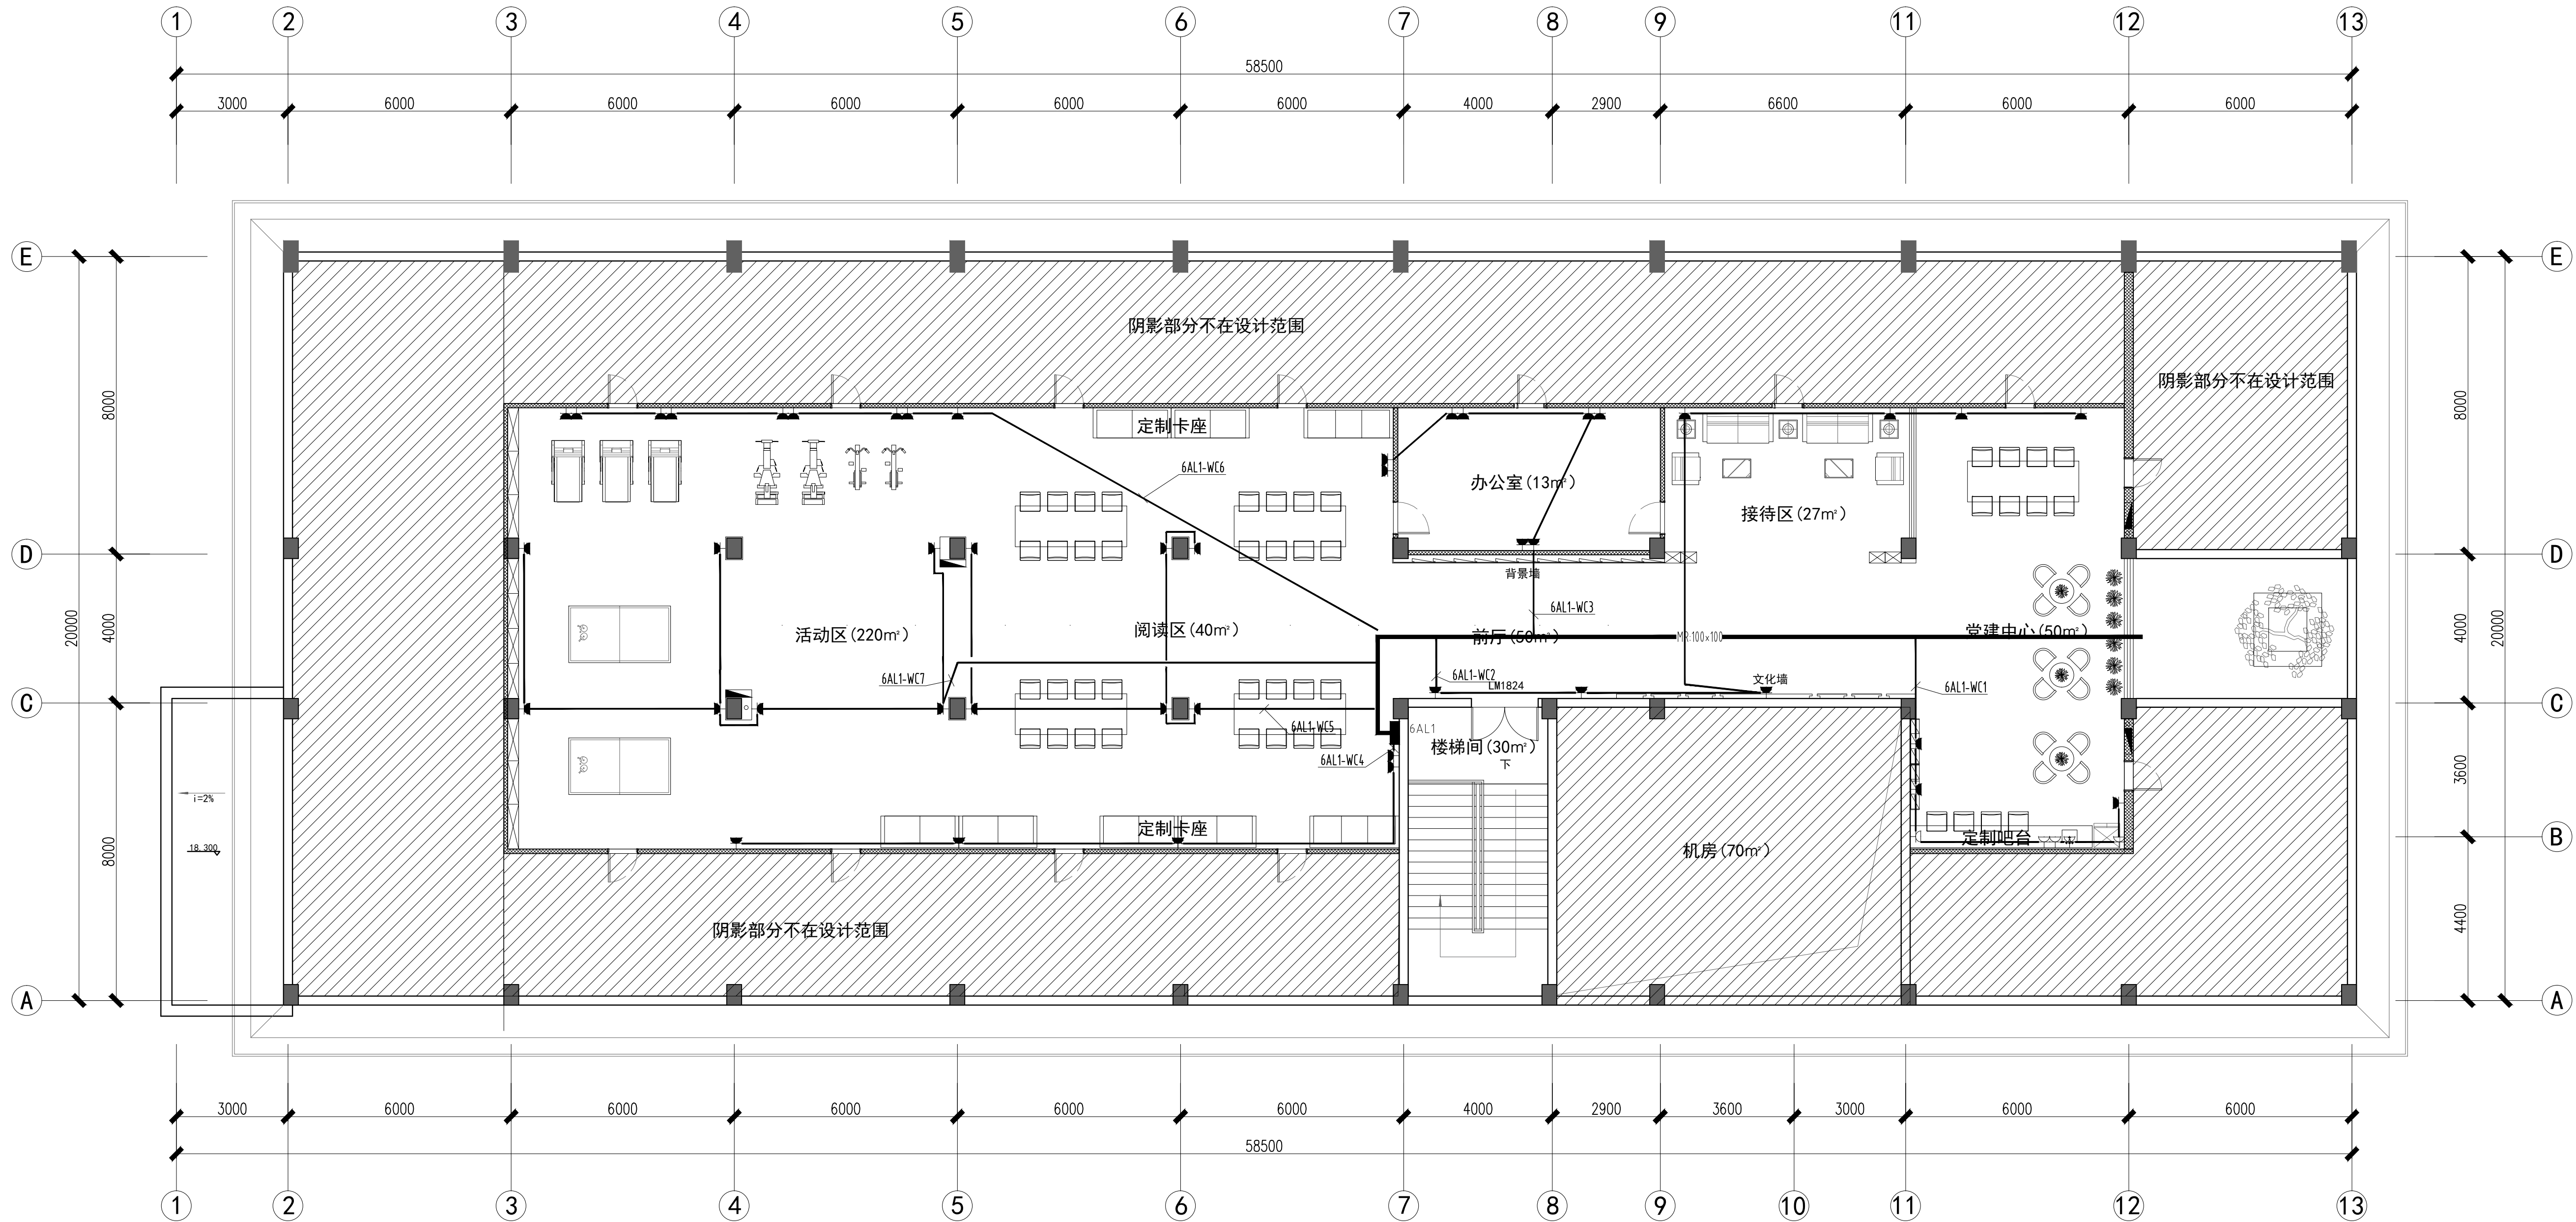 1 2 3 4 5 6 7 8 9 11 12 13
58500
3000 6000 6000 6000 6000 6000 4000 2900 6600 6000 6000
E E
阴影部分不在设计范围
阴影部分不在设计范围
8000 8000
定制卡座
6AL1-WC6
办公室(13㎡)
接待区(27㎡)
D D
背景墙
6AL1-WC3
20000 4000 4000 20000
活动区(220㎡)
阅读区(40㎡)
前厅(50㎡)
MR:100x100
党建中心(50㎡)
6AL1-WC7
6AL1-WC2
LM1824
文化墙
6AL1-WC1
C C
6AL1-WC5
6AL1
楼梯间(30㎡)
下
6AL1-WC4
3600
i=2%
定制卡座
定制吧台
B
18.300
8000
机房(70㎡)
阴影部分不在设计范围
4400
A A
3000 6000 6000 6000 6000 6000 4000 2900 3600 3000 6000 6000
58500
1 2 3 4 5 6 7 8 9 10 11 12 13